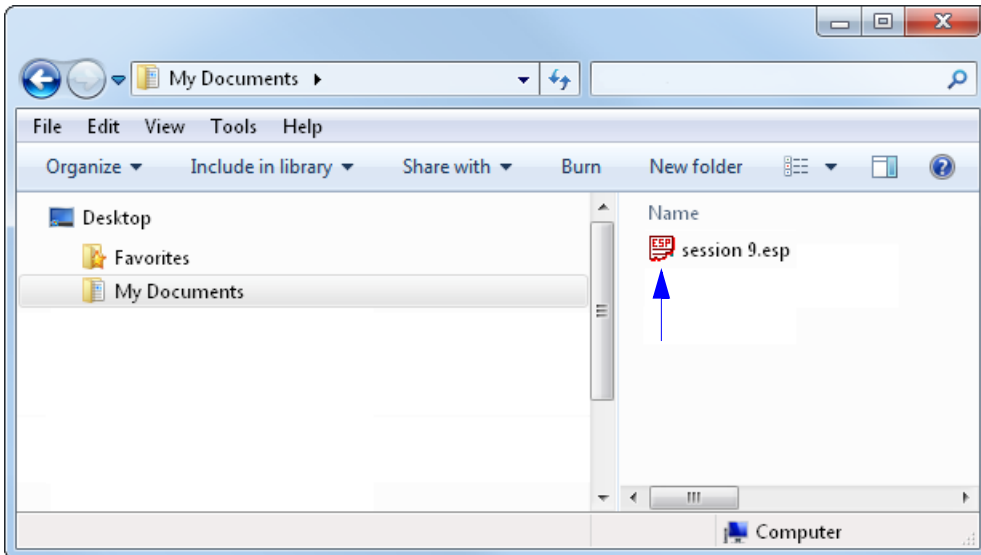 My Documents
File Edit View Tools Help
Organize Include in library Share with Burn New folder
Desktop
Favorites
My Documents
Name
ESP session 9.esp
Computer